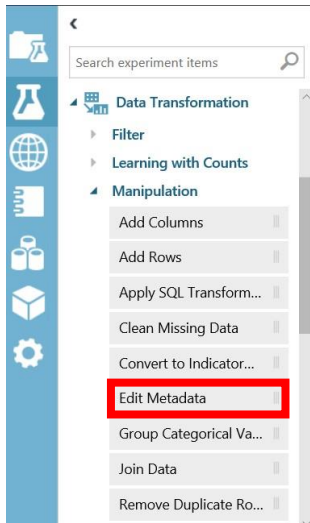 Search experiment items
Data Transformation
Filter
Learning with Counts
Manipulation
Add Columns
Add Rows
Apply SQL Transform...
Clean Missing Data
Convert to Indicator...
Edit Metadata
Group Categorical Va...
Join Data
Remove Duplicate Ro...